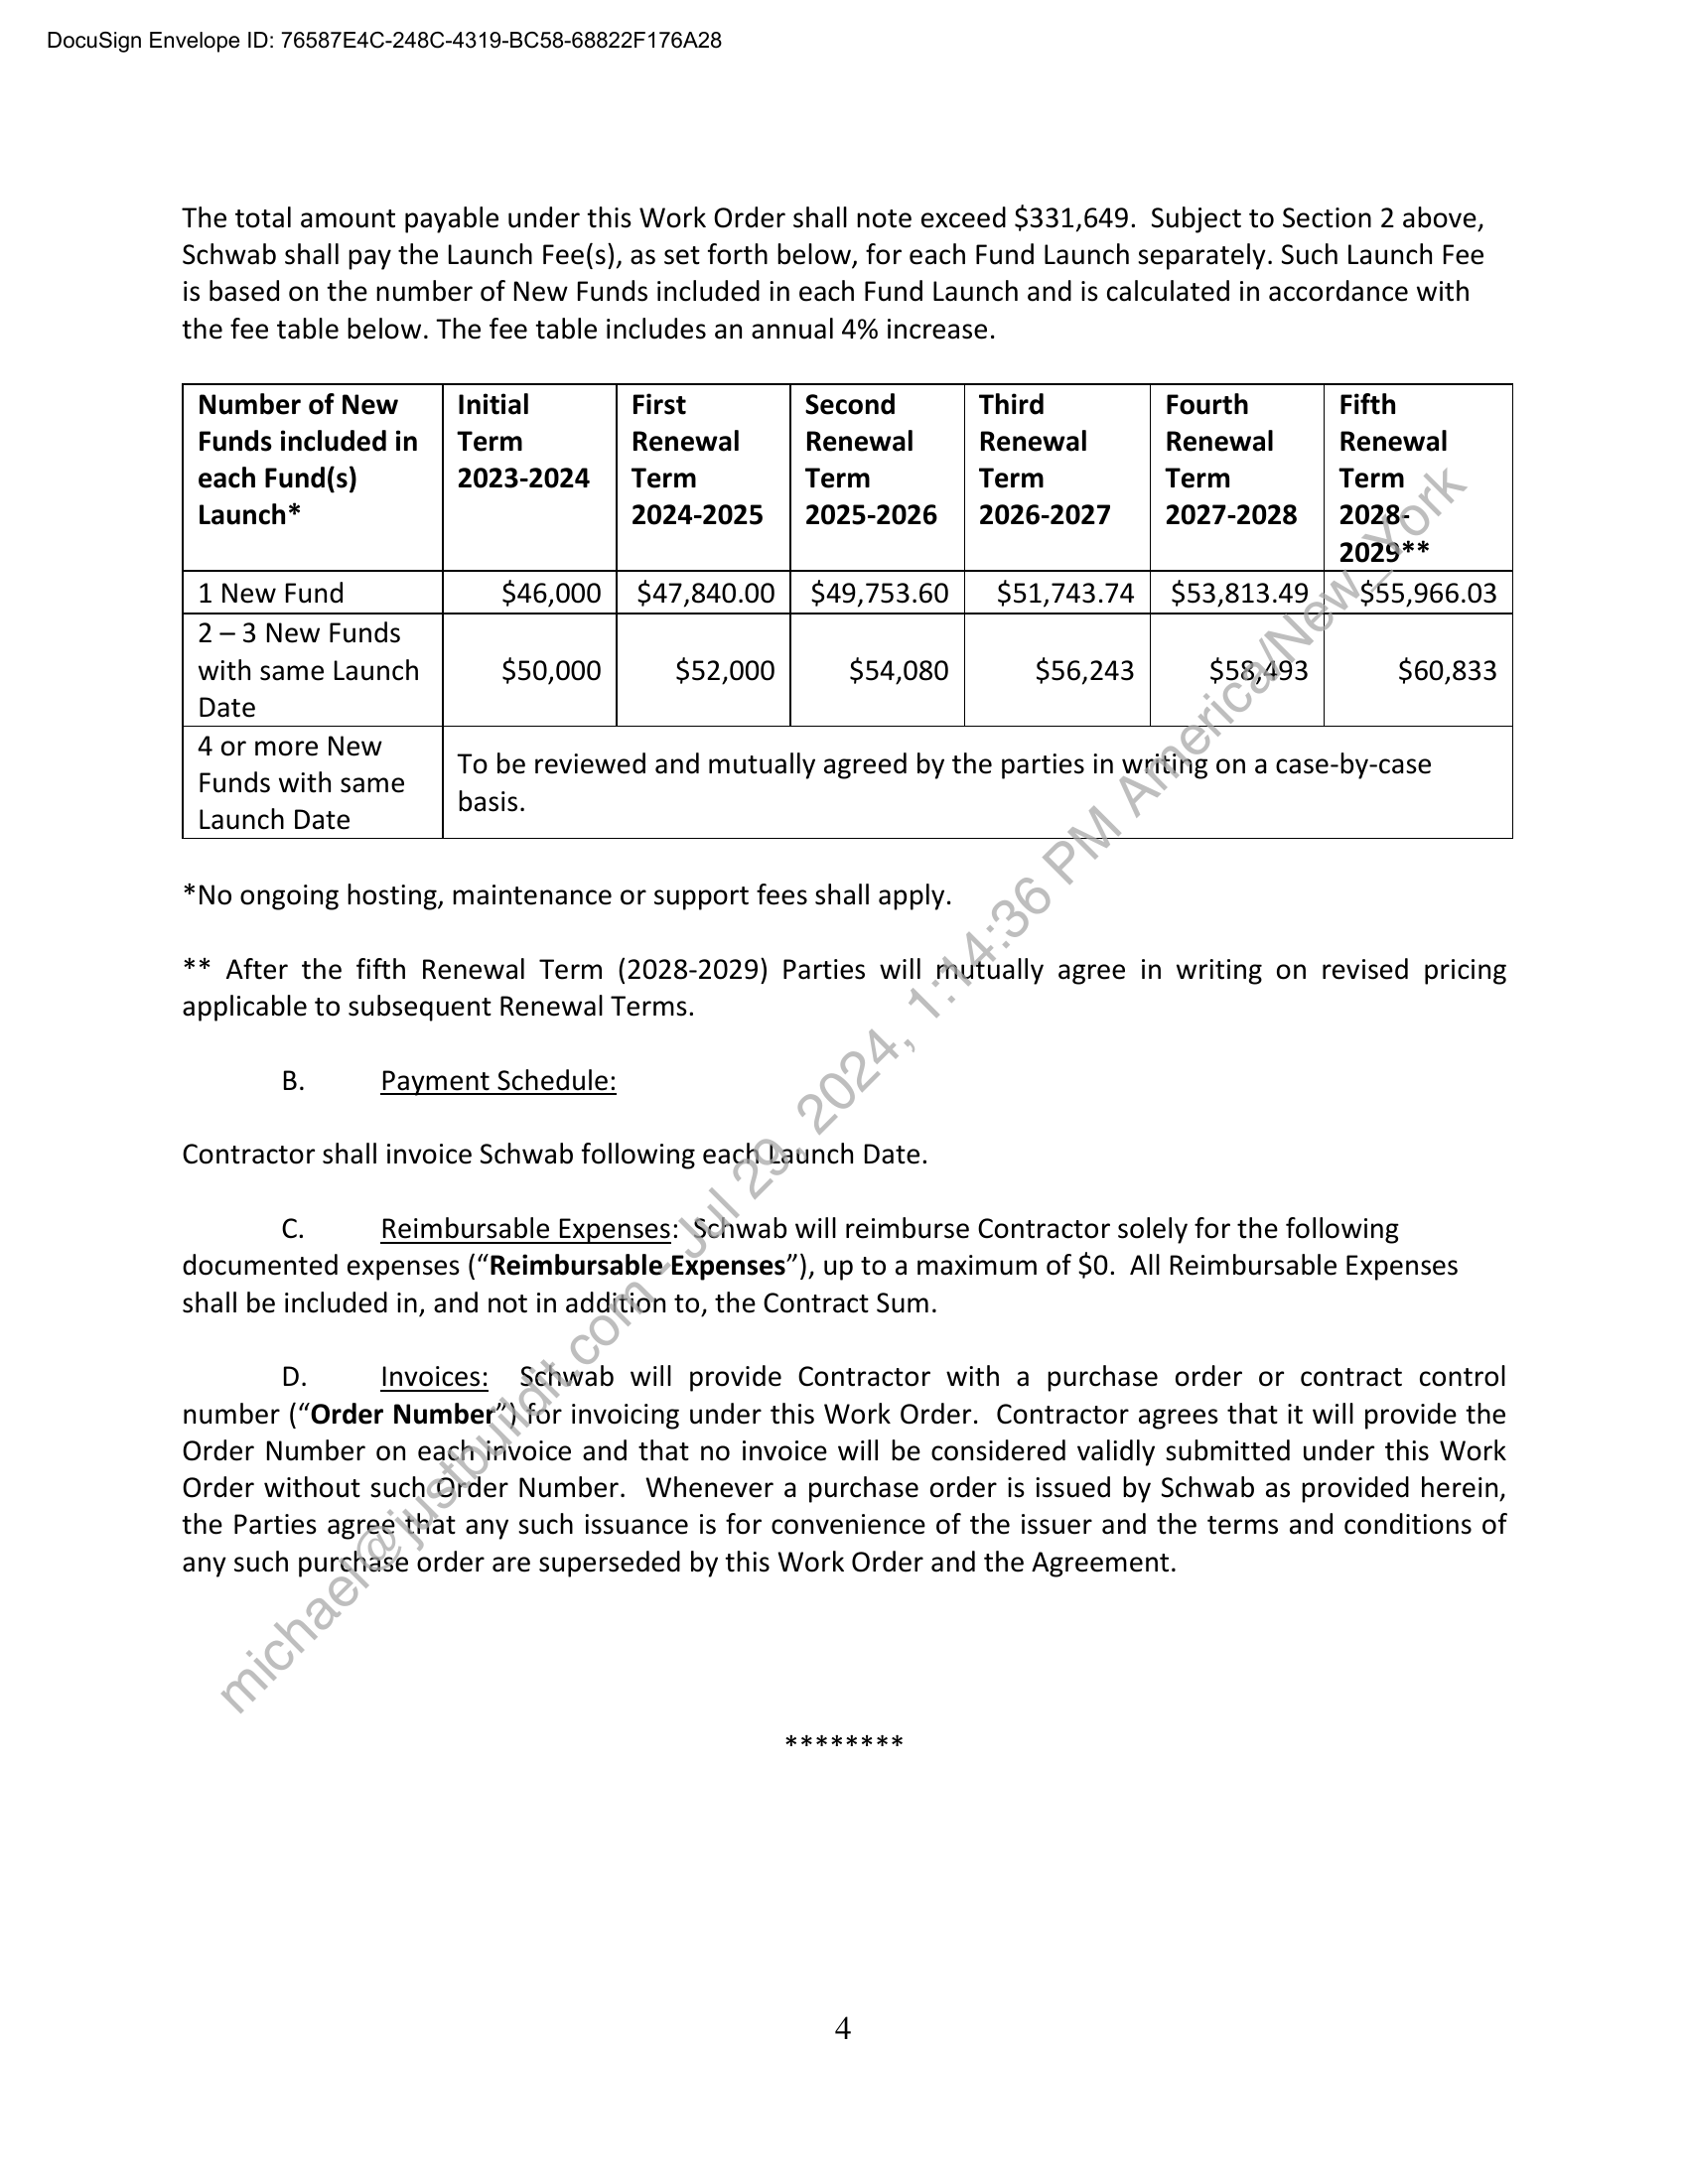 DocuSign Envelope ID: 76587E4C-248C-4319-BC58-68822F176A28
The total amount payable under this Work Order shall note exceed $331,649.  Subject to Section 2 above,
Schwab shall pay the Launch Fee(s), as set forth below, for each Fund Launch separately. Such Launch Fee
is based on the number of New Funds included in each Fund Launch and is calculated in accordance with
the fee table below. The fee table includes an annual 4% increase.
Number of New Funds included in each Fund(s) Launch* | Initial Term 2023-2024 | First Renewal Term 2024-2025 | Second Renewal Term 2025-2026 | Third Renewal Term 2026-2027 | Fourth Renewal Term 2027-2028 | Fifth Renewal Term 2028-2029**
1 New Fund | $46,000 | $47,840.00 | $49,753.60 | $51,743.74 | $53,813.49 | $55,966.03
2 – 3 New Funds with same Launch Date | $50,000 | $52,000 | $54,080 | $56,243 | $58,493 | $60,833
4 or more New Funds with same Launch Date | To be reviewed and mutually agreed by the parties in writing on a case-by-case basis.
*No ongoing hosting, maintenance or support fees shall apply.
** After the fifth Renewal Term (2028-2029) Parties will mutually agree in writing on revised pricing
applicable to subsequent Renewal Terms.
B. Payment Schedule:
Contractor shall invoice Schwab following each Launch Date.
C. Reimbursable Expenses:  Schwab will reimburse Contractor solely for the following
documented expenses (“Reimbursable Expenses”), up to a maximum of $0.  All Reimbursable Expenses
shall be included in, and not in addition to, the Contract Sum.
D. Invoices:  Schwab will provide Contractor with a purchase order or contract control
number (“Order Number”) for invoicing under this Work Order.  Contractor agrees that it will provide the
Order Number on each invoice and that no invoice will be considered validly submitted under this Work
Order without such Order Number.  Whenever a purchase order is issued by Schwab as provided herein,
the Parties agree that any such issuance is for convenience of the issuer and the terms and conditions of
any such purchase order are superseded by this Work Order and the Agreement.
********
4
michael@justbuildit.com - Jul 29, 2024, 1:14:36 PM America/New_York